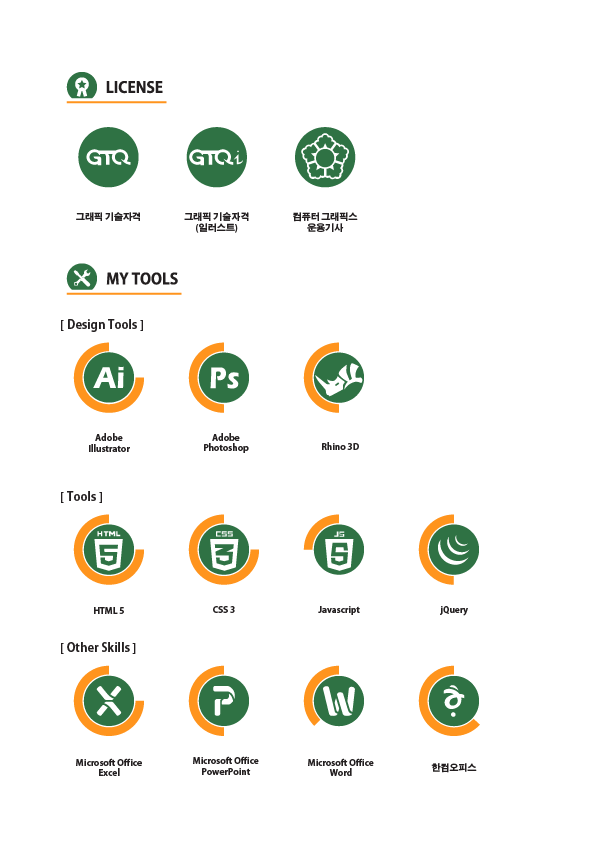 LICENSE
GTQ
GTQi
그래픽 기술자격
그래픽 기술자격
(일러스트)
컴퓨터 그래픽스
운용기사
MY TOOLS
[ Design Tools ]
Ai
Ps
Adobe
Illustrator
Adobe
Photoshop
Rhino 3D
[ Tools ]
HTML
5
CSS
3
JS
HTML 5
CSS 3
Javascript
jQuery
[ Other Skills ]
X
P
W
Microsoft Office
Excel
Microsoft Office
PowerPoint
Microsoft Office
Word
한컴오피스